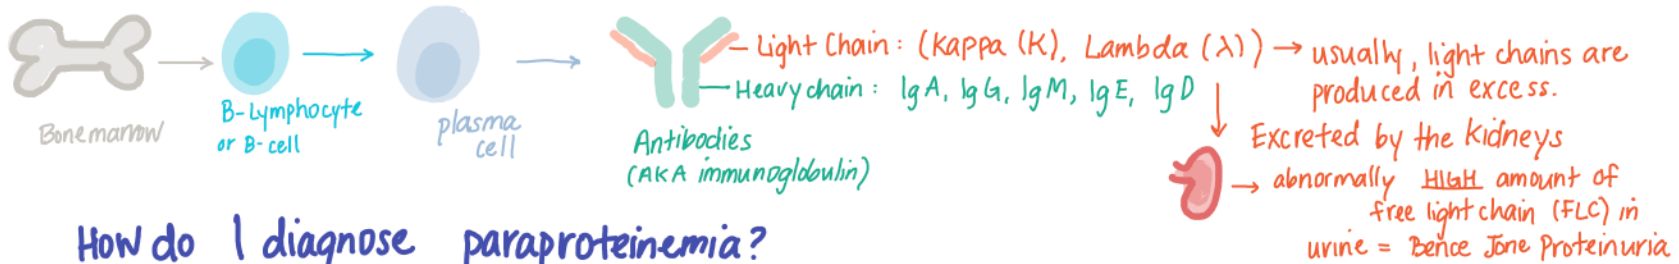 Bonemarrow
B-Lymphocyte
or B-cell
plasma
cell
Light Chain : (Kappa (K), Lambda (λ)) → usually, light chains are
produced in excess.
Heavy chain : IgA, IgG, IgM, IgE, IgD
Antibodies
(AKA immunoglobulin)
Excreted by the kidneys
→ abnormally HIGH amount of
free light chain (FLC) in
urine = Bence Jone Proteinuria
How do I diagnose paraproteinemia?